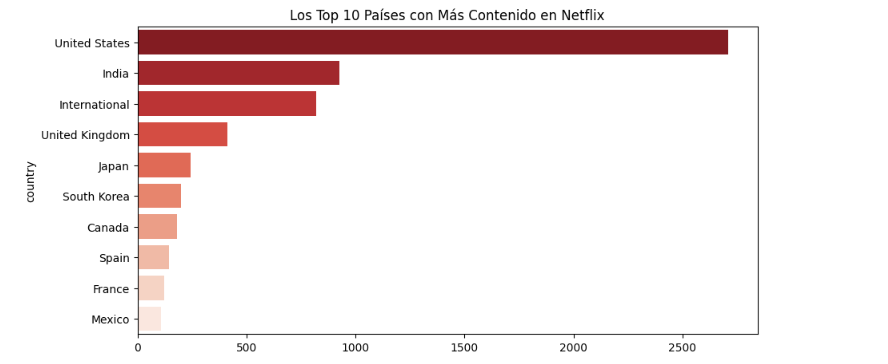 Los Top 10 Países con Más Contenido en Netflix
country
United States
India
International
United Kingdom
Japan
South Korea
Canada
Spain
France
Mexico
0 500 1000 1500 2000 2500